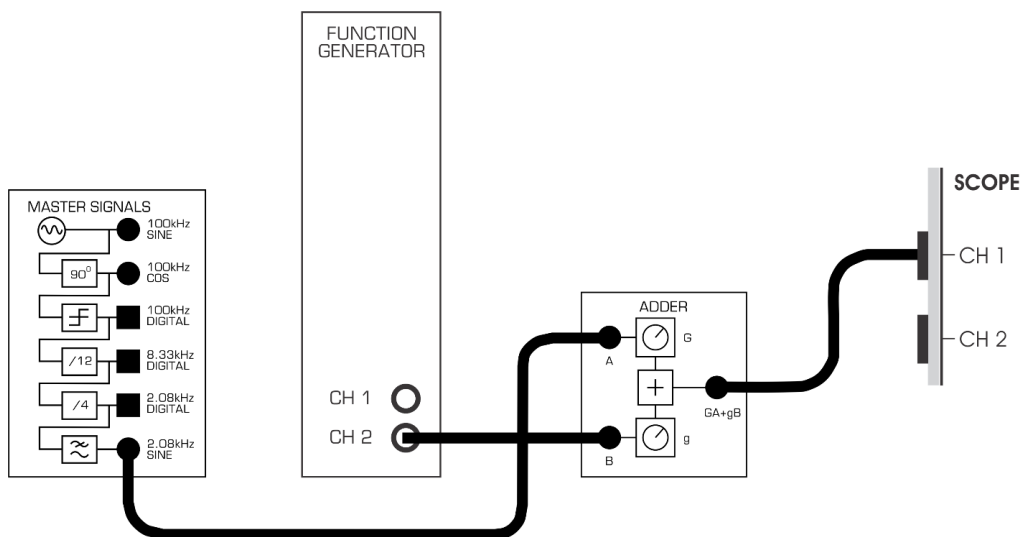 FUNCTION
GENERATOR
CH 1
CH 2
MASTER SIGNALS
100kHz
SINE
90°
100kHz
COS
100kHz
DIGITAL
/12
8.33kHz
DIGITAL
/4
2.08kHz
DIGITAL
2.08kHz
SINE
ADDER
A
G
+
GA+gB
B
g
SCOPE
CH 1
CH 2